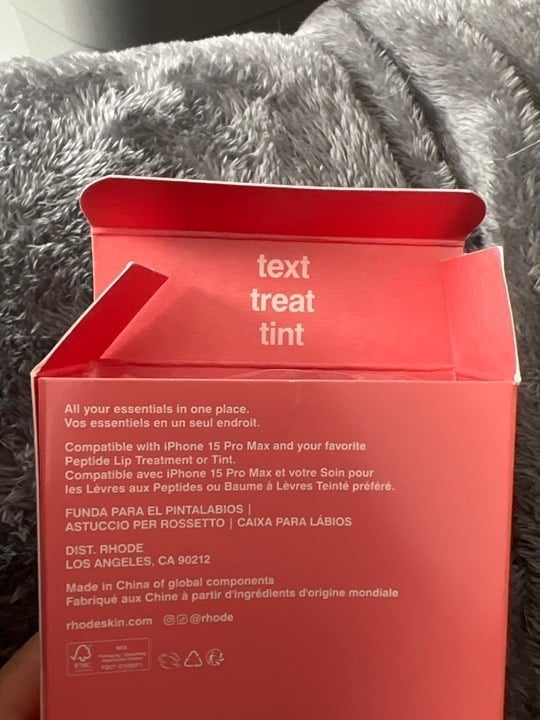 text
treat
tint
All your essentials in one place.
Vos essentiels en un seul endroit.
Compatible with iPhone 15 Pro Max and your favorite
Peptide Lip Treatment or Tint.
Compatible avec iPhone 15 Pro Max et votre Soin pour
les Lèvres aux Peptides ou Baume à Lèvres Teinté préféré.
FUNDA PARA EL PINTALABIOS |
ASTUCCIO PER ROSSETTO | CAIXA PARA LÁBIOS
DIST. RHODE
LOS ANGELES, CA 90212
Made in China of global components
Fabriqué aux Chine à partir d'ingrédients d'origine mondiale
rhodeskin.com @rhode
FSC
MIX